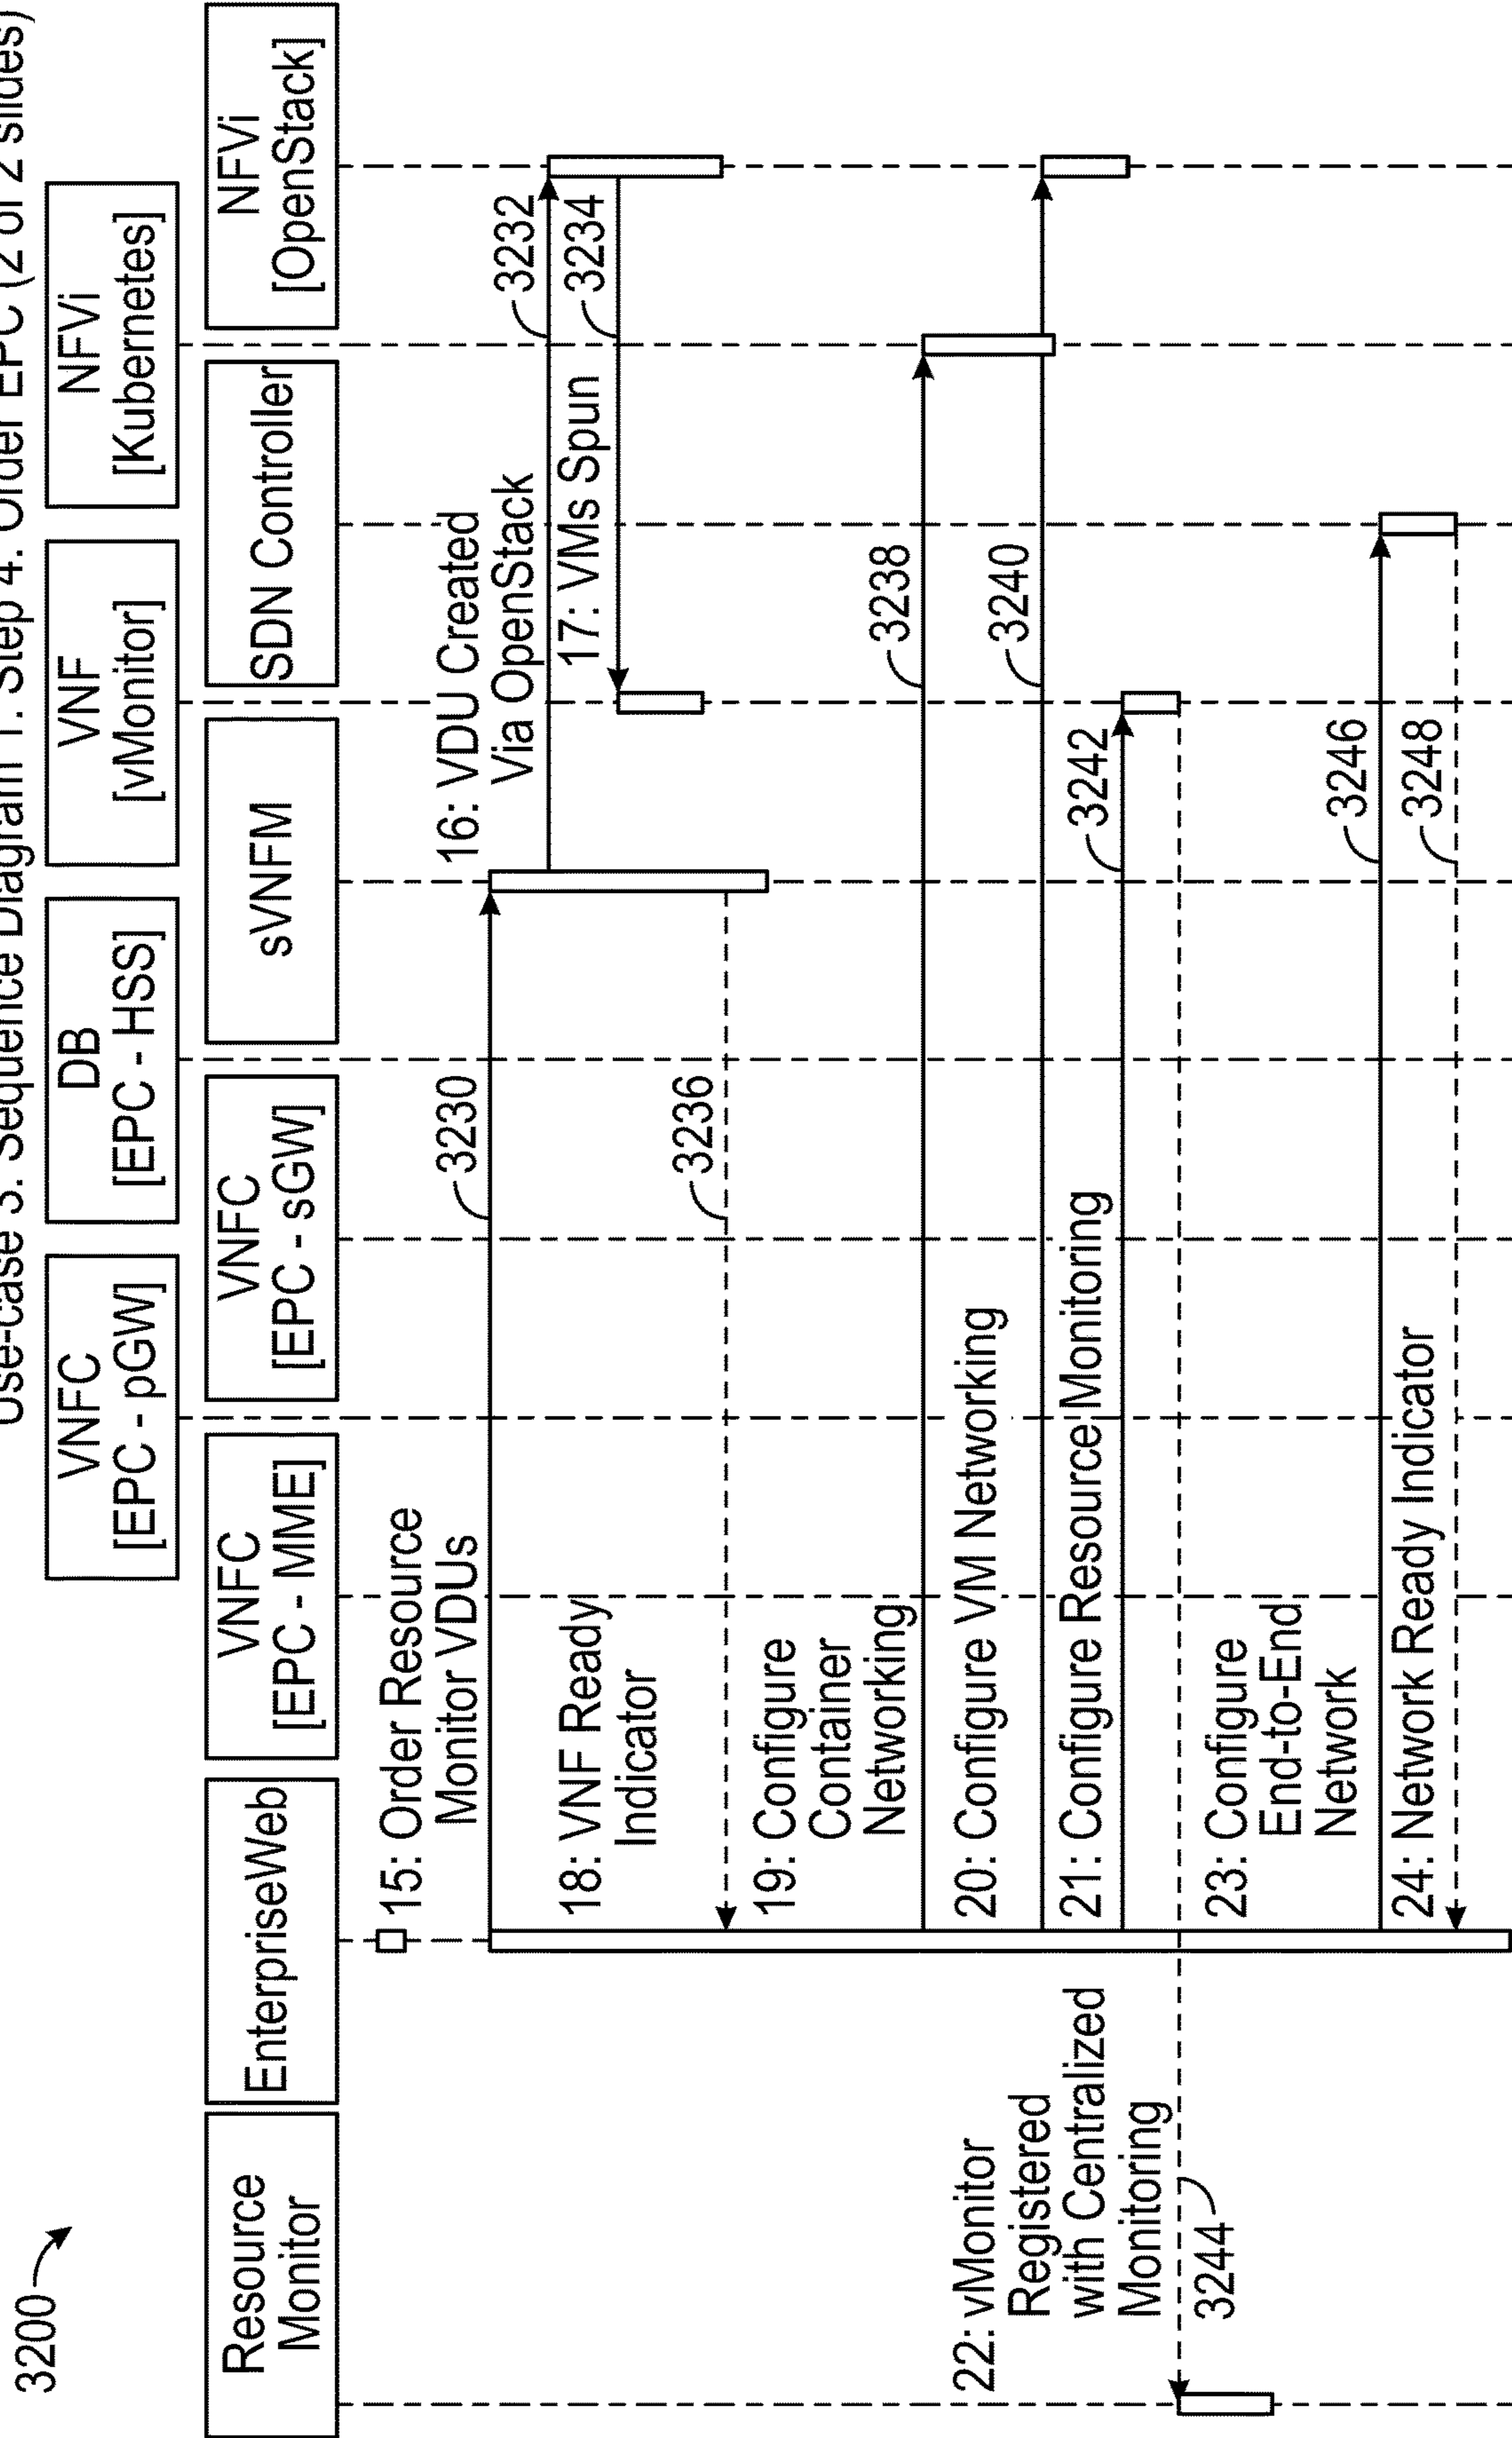 3200
Use-case 3. Sequence Diagram 1. Step 4. Order EPC (2 of 2 slides)
VNFC
[EPC - pGW]
DB
[EPC - HSS]
VNF
[vMonitor]
NFVi
[Kubernetes]
Resource
Monitor
EnterpriseWeb
VNFC
[EPC - MME]
VNFC
[EPC - sGW]
sVNFM
SDN Controller
NFVi
[OpenStack]
15: Order Resource
Monitor VDUs
3230
16: VDU Created
Via OpenStack
3232
17: VMs Spun
3234
18: VNF Ready
Indicator
3236
19: Configure
Container
Networking
3238
20: Configure VM Networking
3240
21: Configure Resource Monitoring
3242
22: vMonitor
Registered
with Centralized
Monitoring
3244
23: Configure
End-to-End
Network
3246
24: Network Ready Indicator
3248